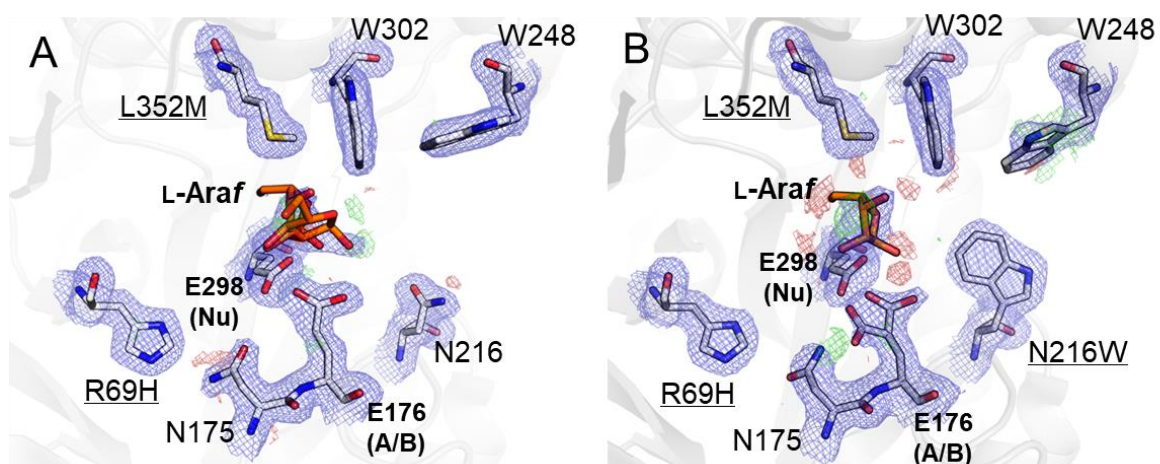 A
W302
W248
L352M
L-Araf
E298
(Nu)
N216
R69H
N175
E176
(A/B)
B
W302
W248
L352M
L-Araf
E298
(Nu)
N216W
R69H
N175
E176
(A/B)